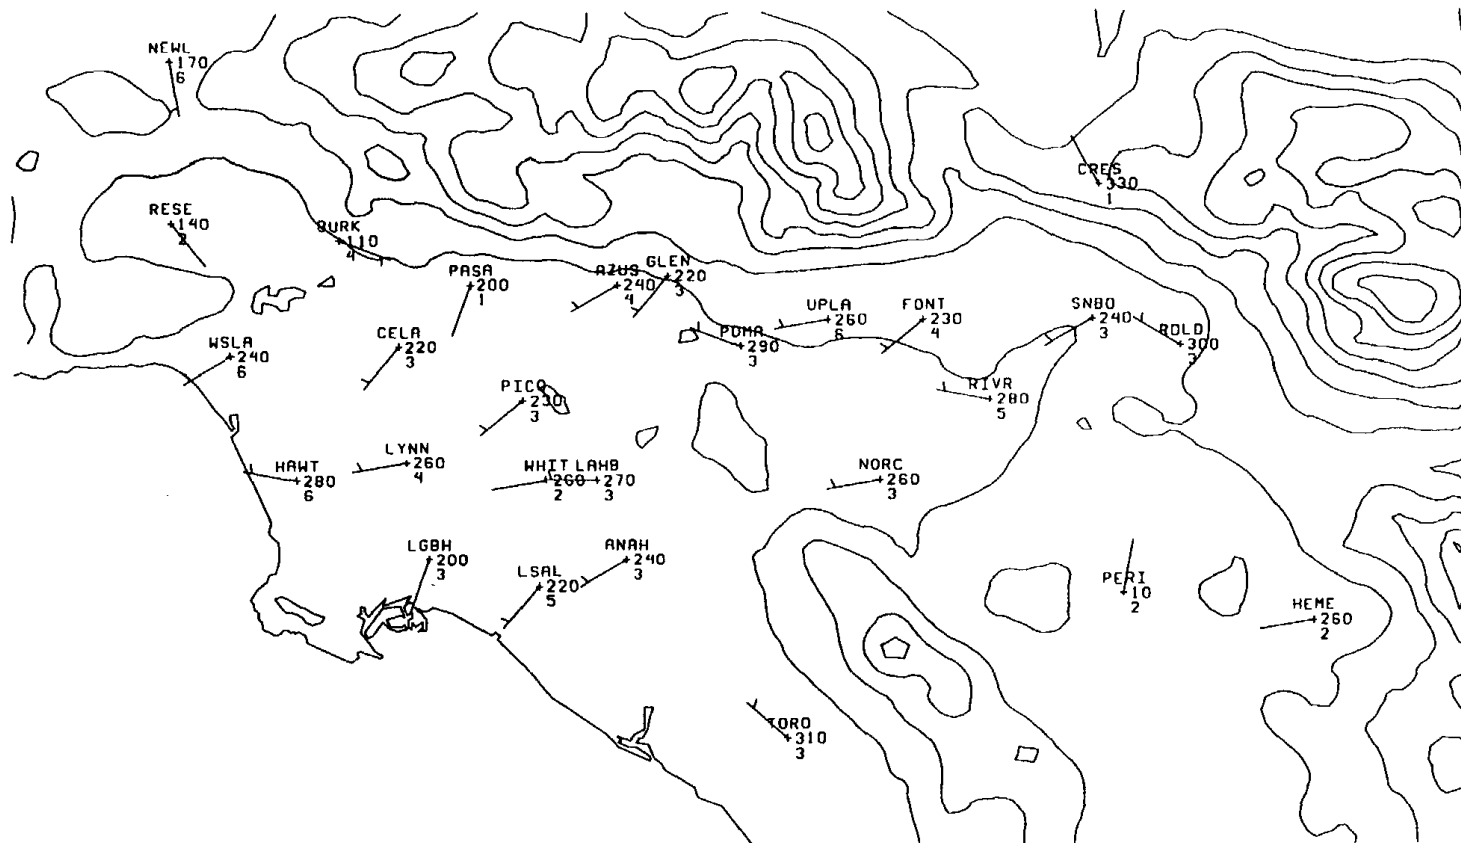 NEWL
170
6
CRES
330
1
RESE
140
2
BURK
110
4
PASA
200
1
AZUS
240
4
GLEN
220
3
UPLA
260
6
FONT
230
4
SNBO
240
3
RDLD
300
3
WSLA
240
6
CELA
220
3
POMA
290
3
PICO
230
3
RIVR
280
5
HAWT
280
6
LYNN
260
4
WHIT
260
2
LAHB
270
3
NORC
260
3
LGBH
200
3
LSAL
220
5
ANAH
240
3
PERI
10
2
HEME
260
2
TORO
310
3